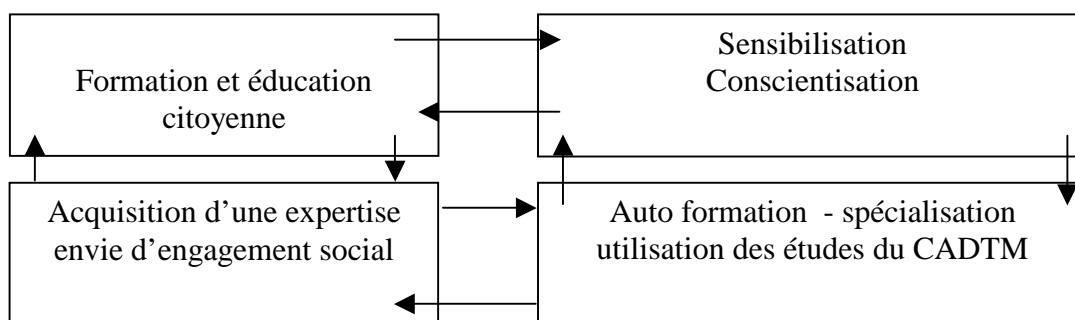 Formation et éducation
citoyenne
Sensibilisation
Conscientisation
Acquisition d’une expertise
envie d’engagement social
Auto formation - spécialisation
utilisation des études du CADTM